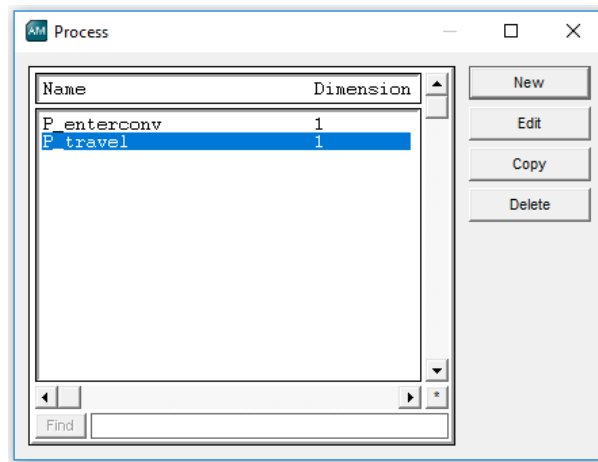 AM Process
Name Dimension
P_enterconv 1
P_travel 1
New
Edit
Copy
Delete
*
Find